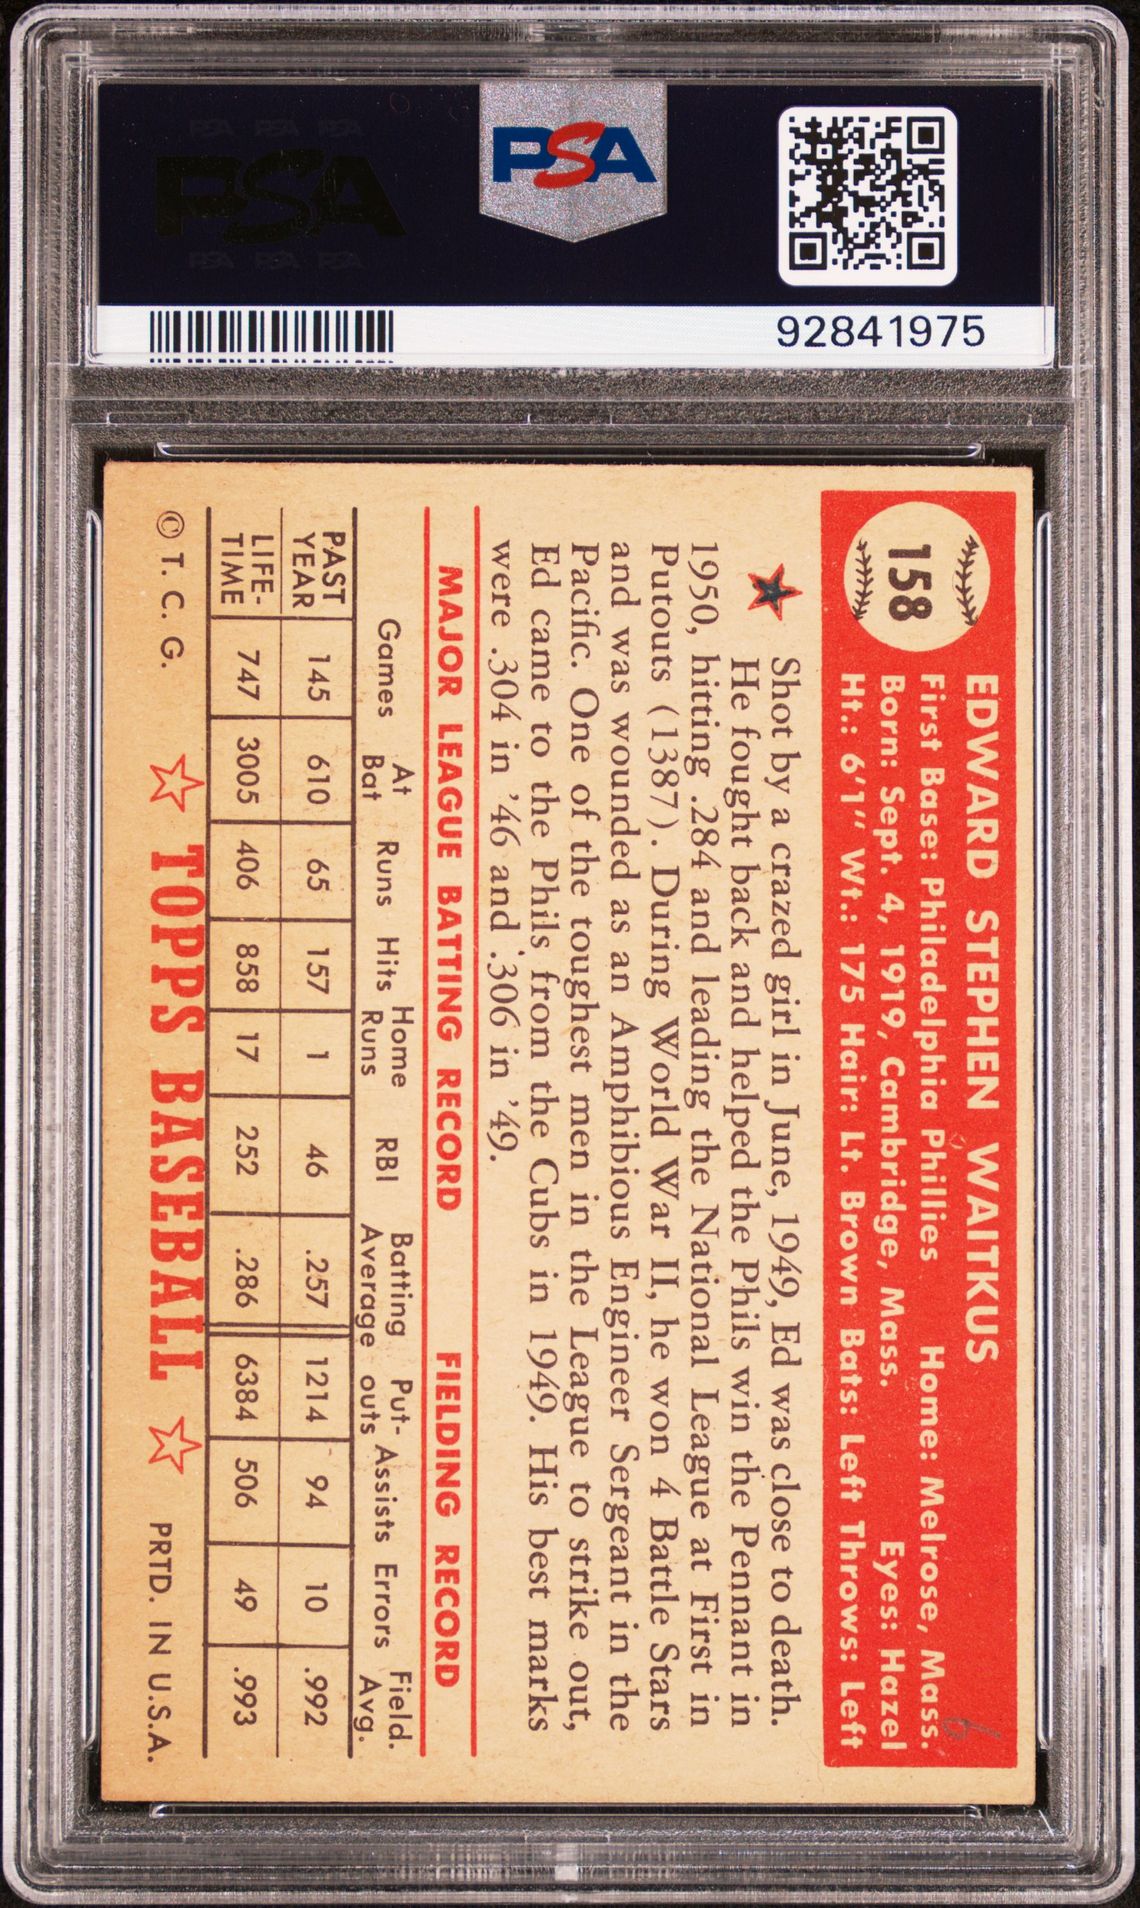 PSA PSA PSA
PSA
PSA PSA PSA
PSA
92841975
158
EDWARD STEPHEN WAITKUS
First Base: Philadelphia Phillies Home: Melrose, Mass.
Born: Sept. 4, 1919, Cambridge, Mass. Eyes: Hazel
Ht.: 6'1" Wt.: 175 Hair: Lt. Brown Bats: Left Throws: Left
6
Shot by a crazed girl in June, 1949, Ed was close to death.
He fought back and helped the Phils win the Pennant in
1950, hitting .284 and leading the National League at First in
Putouts (1387). During World War II, he won 4 Battle Stars
and was wounded as an Amphibious Engineer Sergeant in the
Pacific. One of the toughest men in the League to strike out,
Ed came to the Phils from the Cubs in 1949. His best marks
were .304 in '46 and .306 in '49.
MAJOR LEAGUE BATTING RECORD FIELDING RECORD
Games At Bat Runs Hits Home Runs RBI Batting Average Put-outs Assists Errors Field. Avg.
PAST YEAR 145 610 65 157 1 46 .257 1214 94 10 .992
LIFE-TIME 747 3005 406 858 17 252 .286 6384 506 49 .993
© T. C. G. TOPPS BASEBALL PRTD. IN U.S.A.